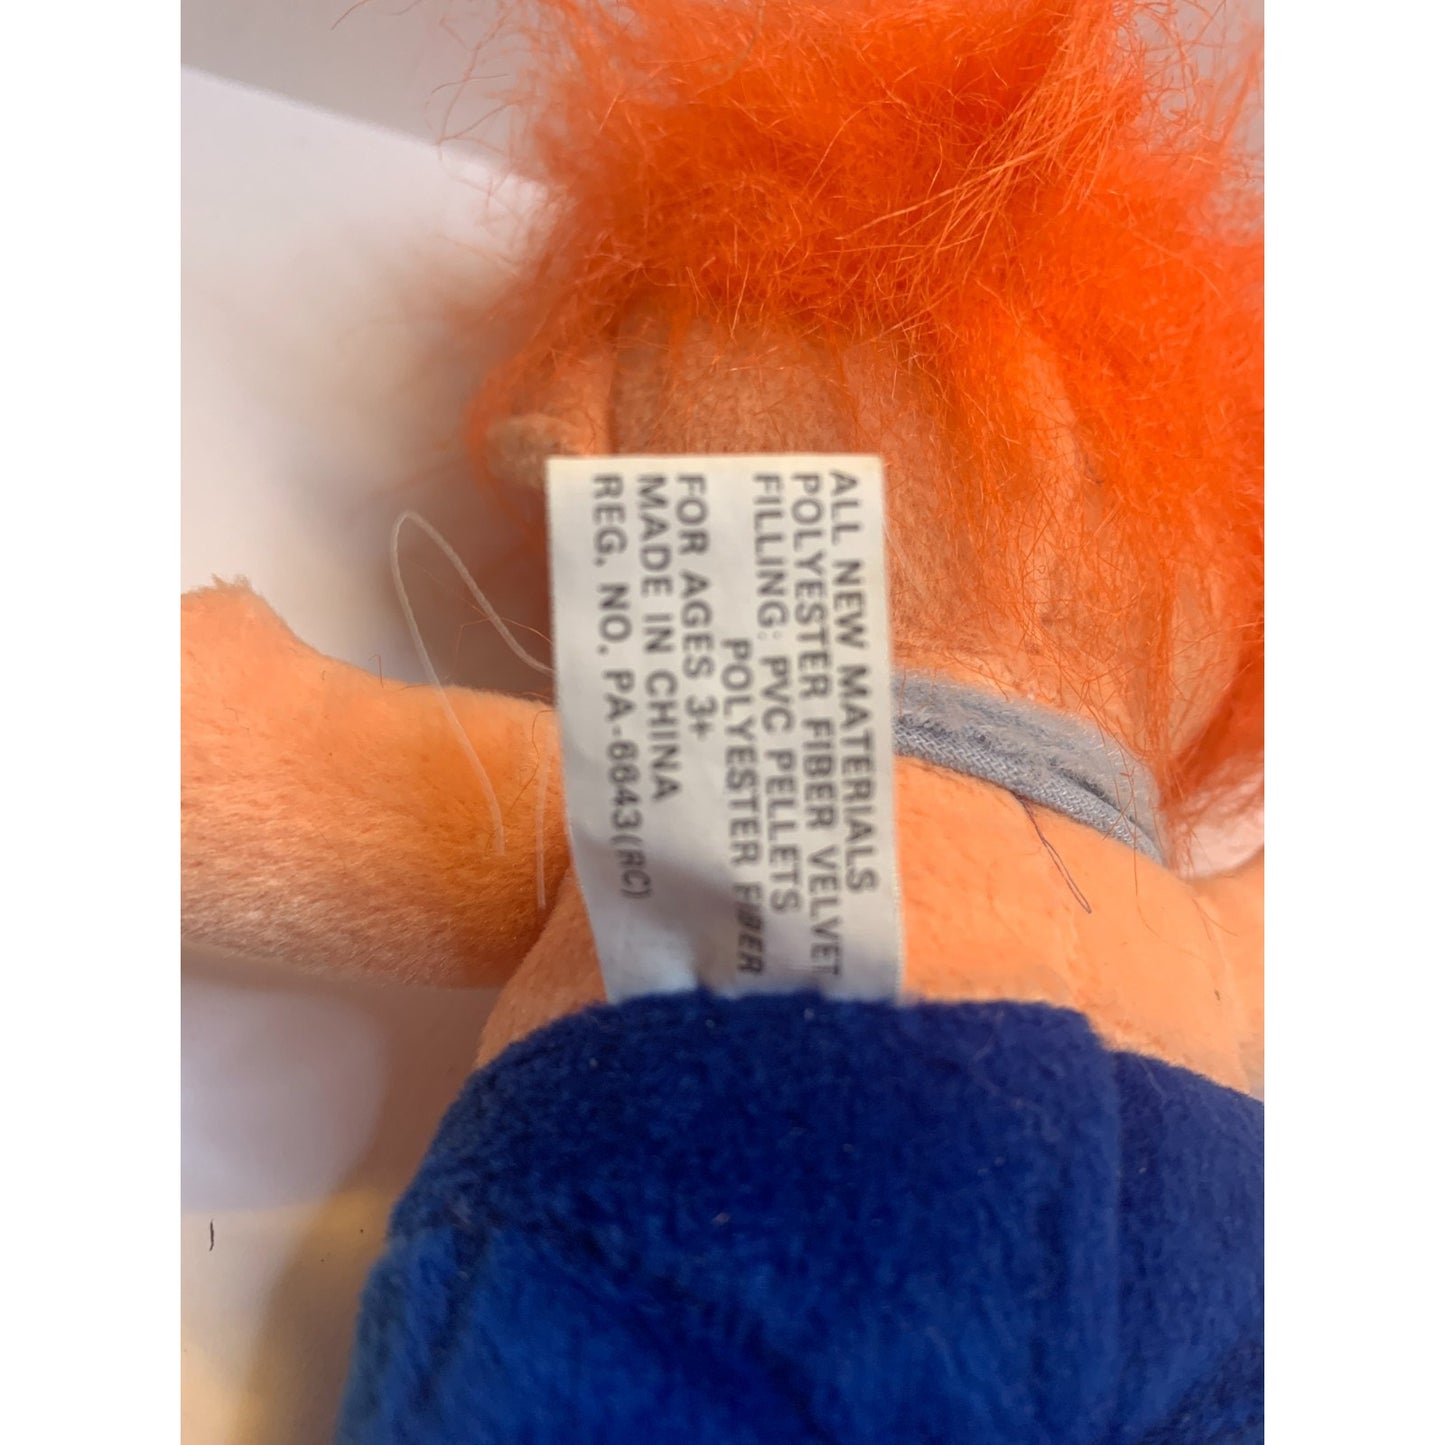 ALL NEW MATERIALS
POLYESTER FIBER VELVET
FILLING: PVC PELLETS
POLYESTER FIBER
FOR AGES 3+
MADE IN CHINA
REG. NO. PA-6643(RC)